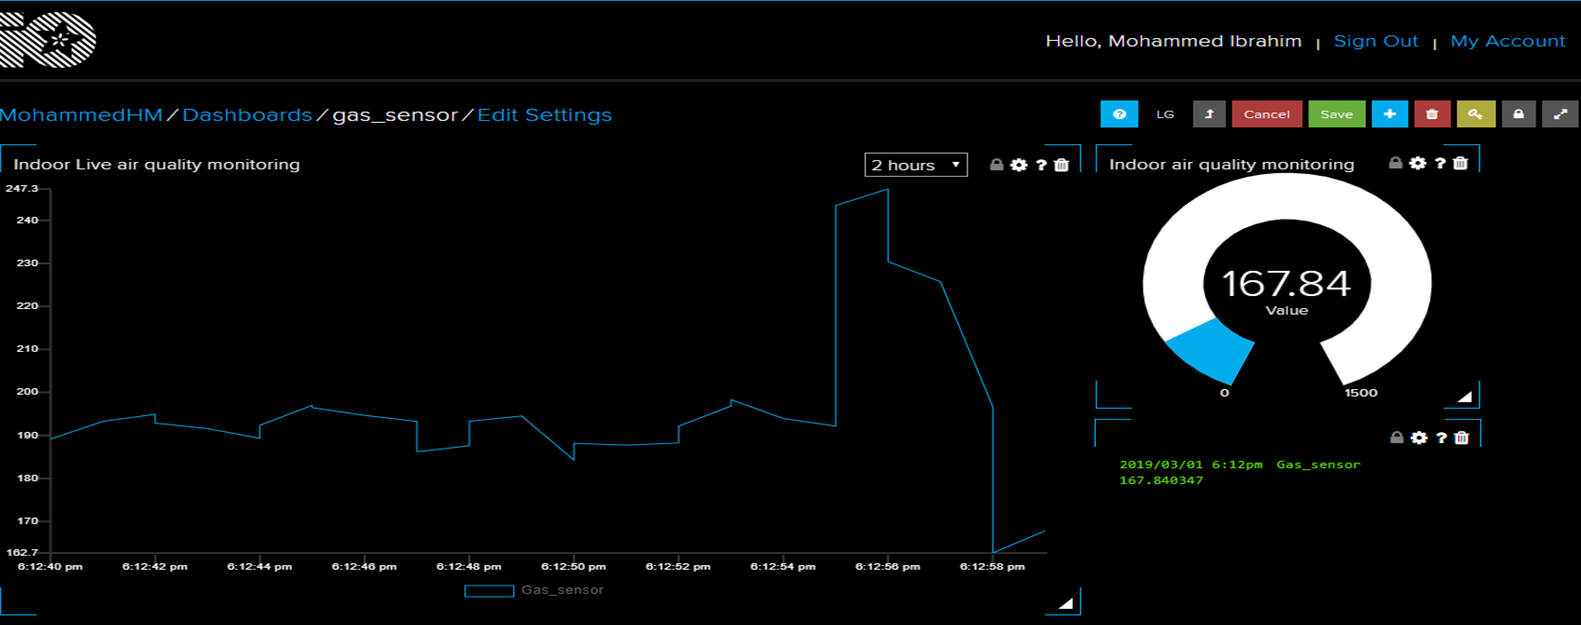 Hello, Mohammed Ibrahim | Sign Out | My Account
MohammedHM / Dashboards / gas_sensor / Edit Settings
LG Cancel Save
Indoor Live air quality monitoring
2 hours
247.3
240
230
220
210
200
190
180
170
162.7
6:12:40 pm 6:12:42 pm 6:12:44 pm 6:12:46 pm 6:12:48 pm 6:12:50 pm 6:12:52 pm 6:12:54 pm 6:12:56 pm 6:12:58 pm
Gas_sensor
Indoor air quality monitoring
167.84
Value
0 1500
2019/03/01 6:12pm Gas_sensor
167.840347